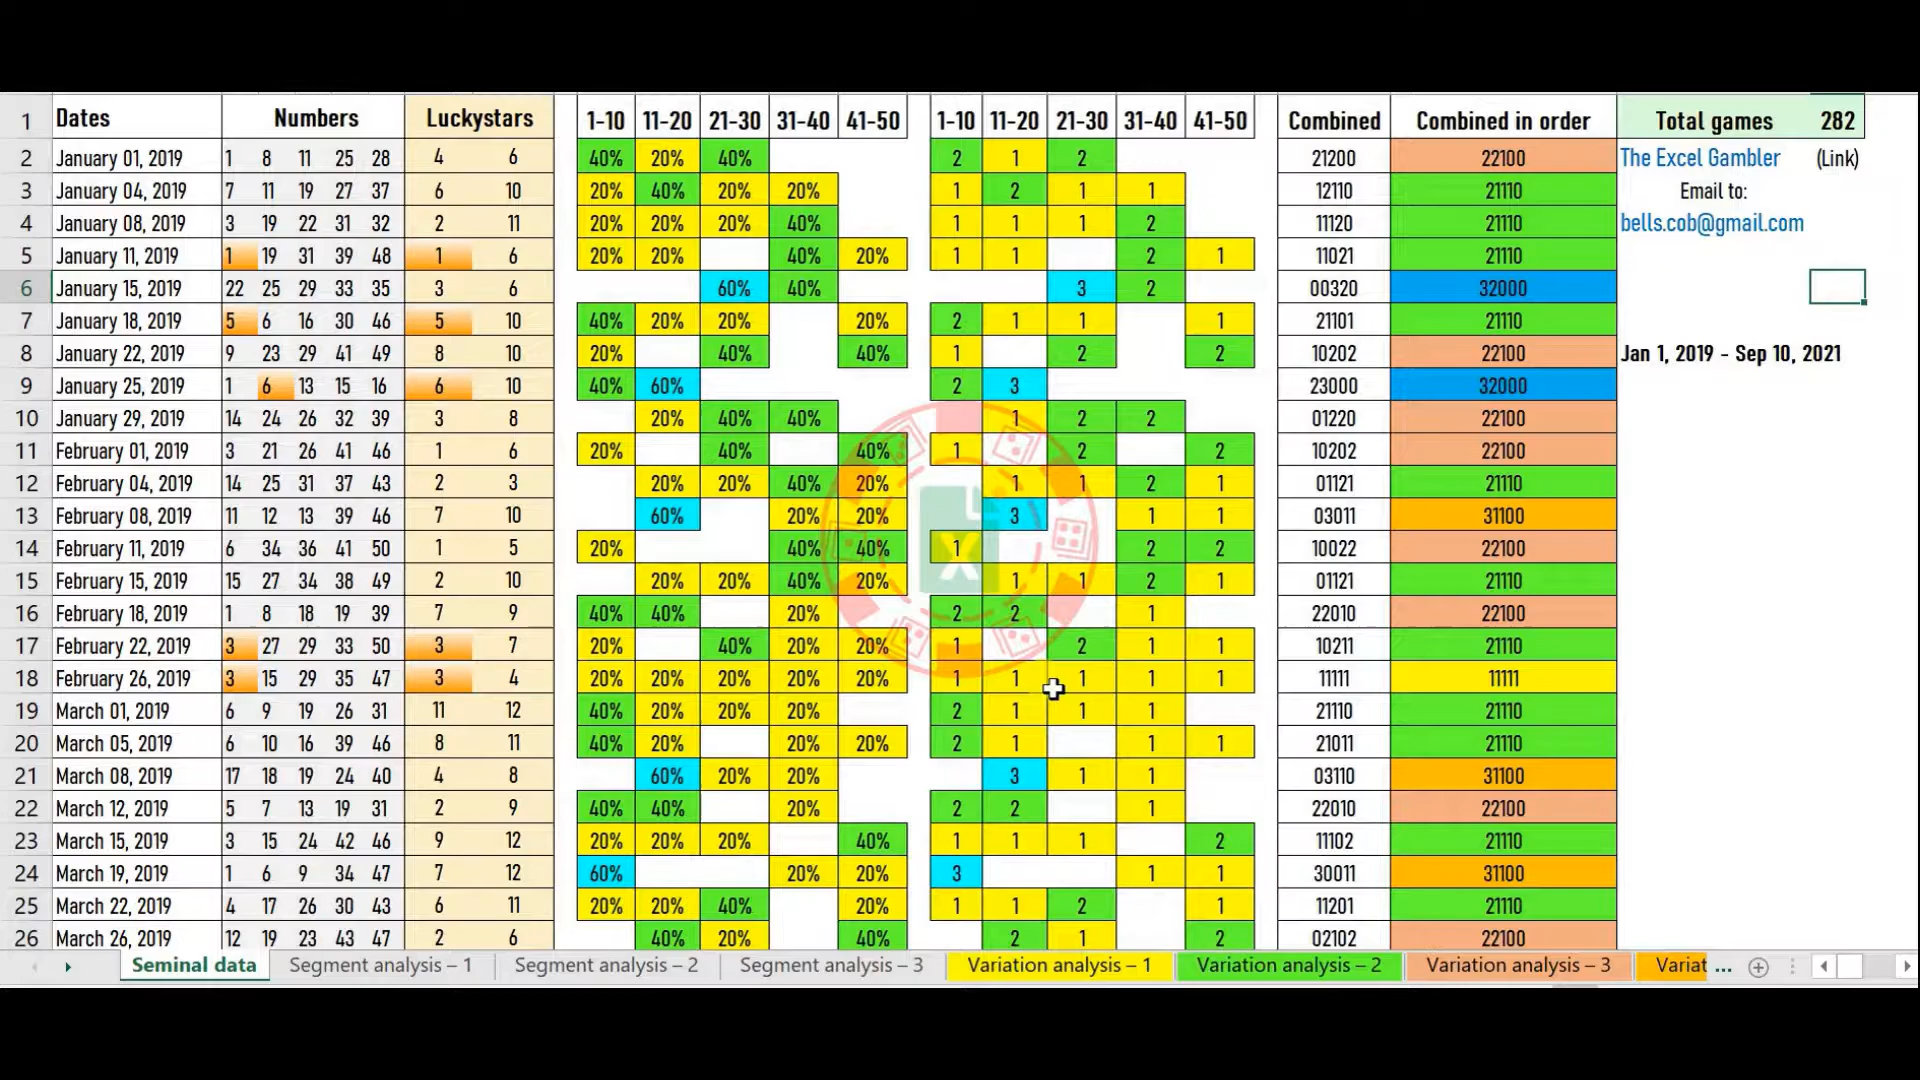 1 Dates Numbers Luckystars 1-10 11-20 21-30 31-40 41-50 1-10 11-20 21-30 31-40 41-50 Combined Combined in order Total games 282
2 January 01, 2019 1 8 11 25 28 4 6 40% 20% 40% 2 1 2 21200 22100 The Excel Gambler (Link)
3 January 04, 2019 7 11 19 27 37 6 10 20% 40% 20% 20% 1 2 1 1 12110 21110 Email to:
4 January 08, 2019 3 19 22 31 32 2 11 20% 20% 20% 40% 1 1 1 2 11120 21110 bells.cob@gmail.com
5 January 11, 2019 1 19 31 39 48 1 6 20% 20% 40% 20% 1 1 2 1 11021 21110
6 January 15, 2019 22 25 29 33 35 3 6 60% 40% 3 2 00320 32000
7 January 18, 2019 5 6 16 30 46 5 10 40% 20% 20% 20% 2 1 1 1 21101 21110
8 January 22, 2019 9 23 29 41 49 8 10 20% 40% 40% 1 2 2 10202 22100 Jan 1, 2019 - Sep 10, 2021
9 January 25, 2019 1 6 13 15 16 6 10 40% 60% 2 3 23000 32000
10 January 29, 2019 14 24 26 32 39 3 8 20% 40% 40% 1 2 2 01220 22100
11 February 01, 2019 3 21 26 41 46 1 6 20% 40% 40% 1 2 2 10202 22100
12 February 04, 2019 14 25 31 37 43 2 3 20% 20% 40% 20% 1 1 2 1 01121 21110
13 February 08, 2019 11 12 13 39 46 7 10 60% 20% 20% 3 1 1 03011 31100
14 February 11, 2019 6 34 36 41 50 1 5 20% 40% 40% 1 2 2 10022 22100
15 February 15, 2019 15 27 34 38 49 2 10 20% 20% 40% 20% 1 1 2 1 01121 21110
16 February 18, 2019 1 8 18 19 39 7 9 40% 40% 20% 2 2 1 22010 22100
17 February 22, 2019 3 27 29 33 50 3 7 20% 40% 20% 20% 1 2 1 1 10211 21110
18 February 26, 2019 3 15 29 35 47 3 4 20% 20% 20% 20% 20% 1 1 1 1 1 11111 11111
19 March 01, 2019 6 9 19 26 31 11 12 40% 20% 20% 20% 2 1 1 1 21110 21110
20 March 05, 2019 6 10 16 39 46 8 11 40% 20% 20% 20% 2 1 1 1 21011 21110
21 March 08, 2019 17 18 19 24 40 4 8 60% 20% 20% 3 1 1 03110 31100
22 March 12, 2019 5 7 13 19 31 2 9 40% 40% 20% 2 2 1 22010 22100
23 March 15, 2019 3 15 24 42 46 9 12 20% 20% 20% 40% 1 1 1 2 11102 21110
24 March 19, 2019 1 6 9 34 47 7 12 60% 20% 20% 3 1 1 30011 31100
25 March 22, 2019 4 17 26 30 43 6 11 20% 20% 40% 20% 1 1 2 1 11201 21110
26 March 26, 2019 12 19 23 43 47 2 6 40% 20% 40% 2 1 2 02102 22100
X
Seminal data Segment analysis – 1 Segment analysis – 2 Segment analysis – 3 Variation analysis – 1 Variation analysis – 2 Variation analysis – 3 Variat ...